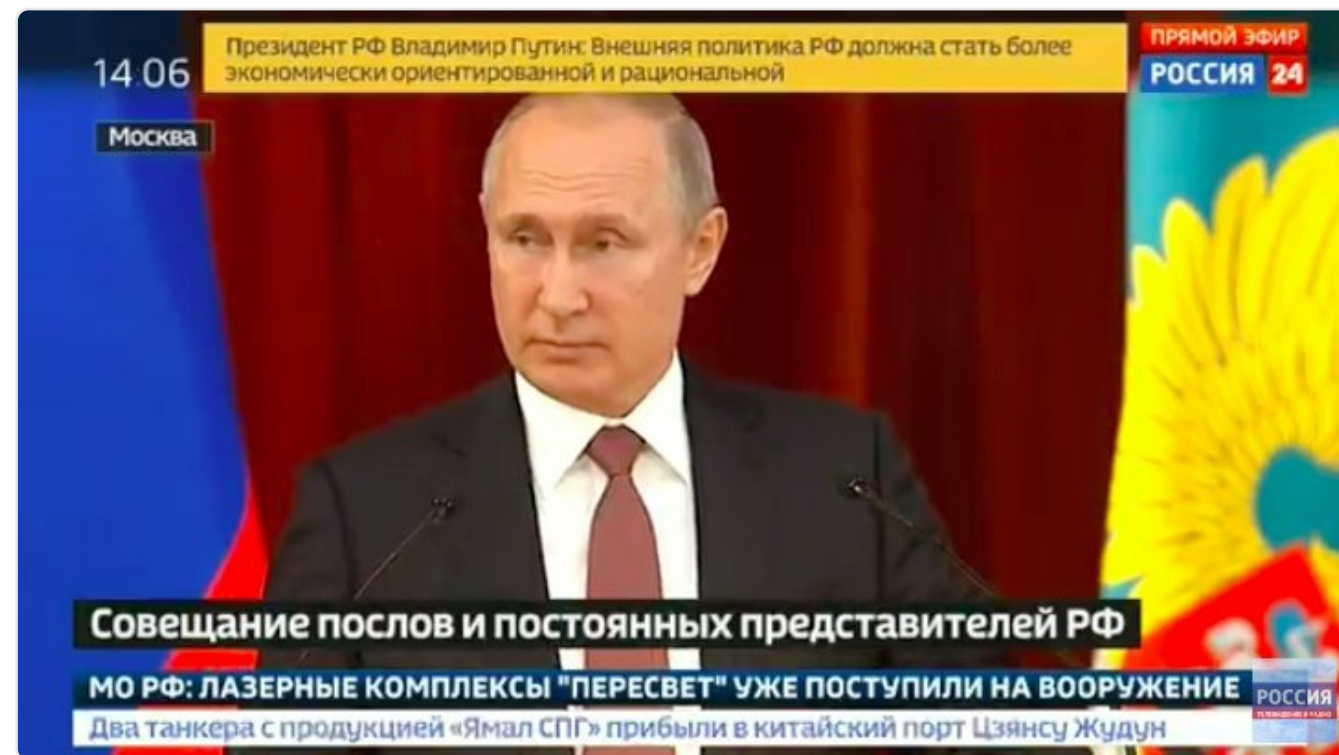 14:06
Президент РФ Владимир Путин: Внешняя политика РФ должна стать более
экономически ориентированной и рациональной
ПРЯМОЙ ЭФИР
РОССИЯ 24
Москва
Совещание послов и постоянных представителей РФ
МО РФ: ЛАЗЕРНЫЕ КОМПЛЕКСЫ "ПЕРЕСВЕТ" УЖЕ ПОСТУПИЛИ НА ВООРУЖЕНИЕ
Два танкера с продукцией «Ямал СПГ» прибыли в китайский порт Цзянсу Жудун
РОССИЯ
ТЕЛЕВИДЕНИЕ И РАДИО